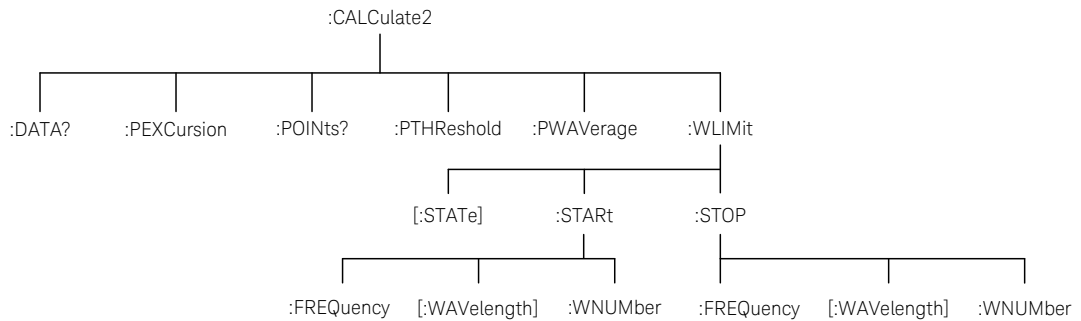 :CALCulate2
:DATA? :PEXCursion :POINts? :PTHReshold :PWAVerage :WLIMit
[:STATe] :STARt :STOP
:FREQuency [:WAVelength] :WNUMber :FREQuency [:WAVelength] :WNUMber